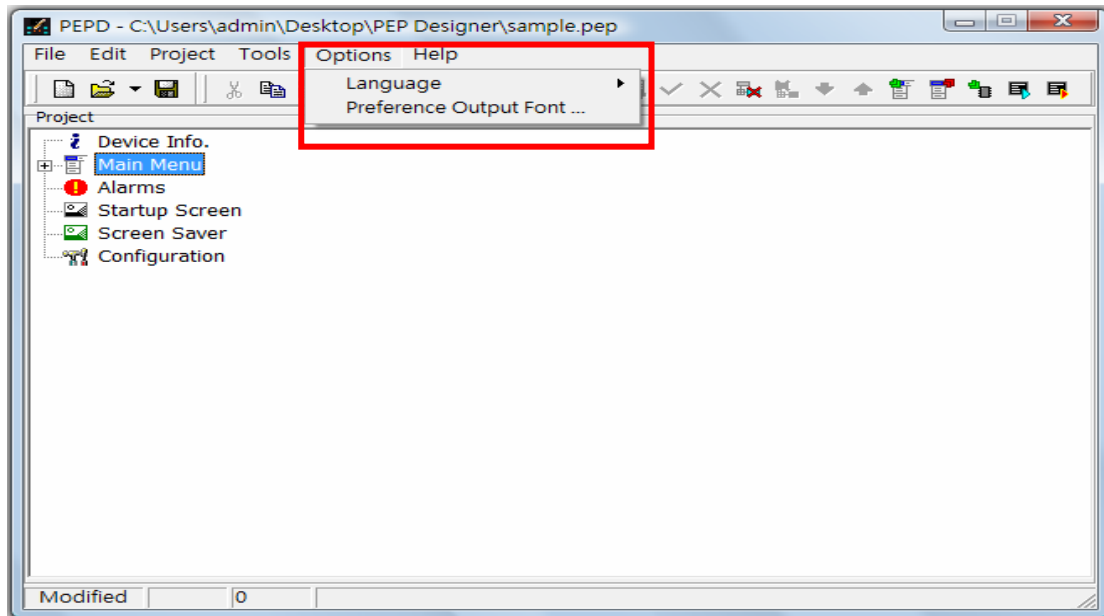 PEPD - C:\Users\admin\Desktop\PEP Designer\sample.pep
File Edit Project Tools Options Help
Language
Preference Output Font ...
Project
Device Info.
Main Menu
Alarms
Startup Screen
Screen Saver
Configuration
Modified 0